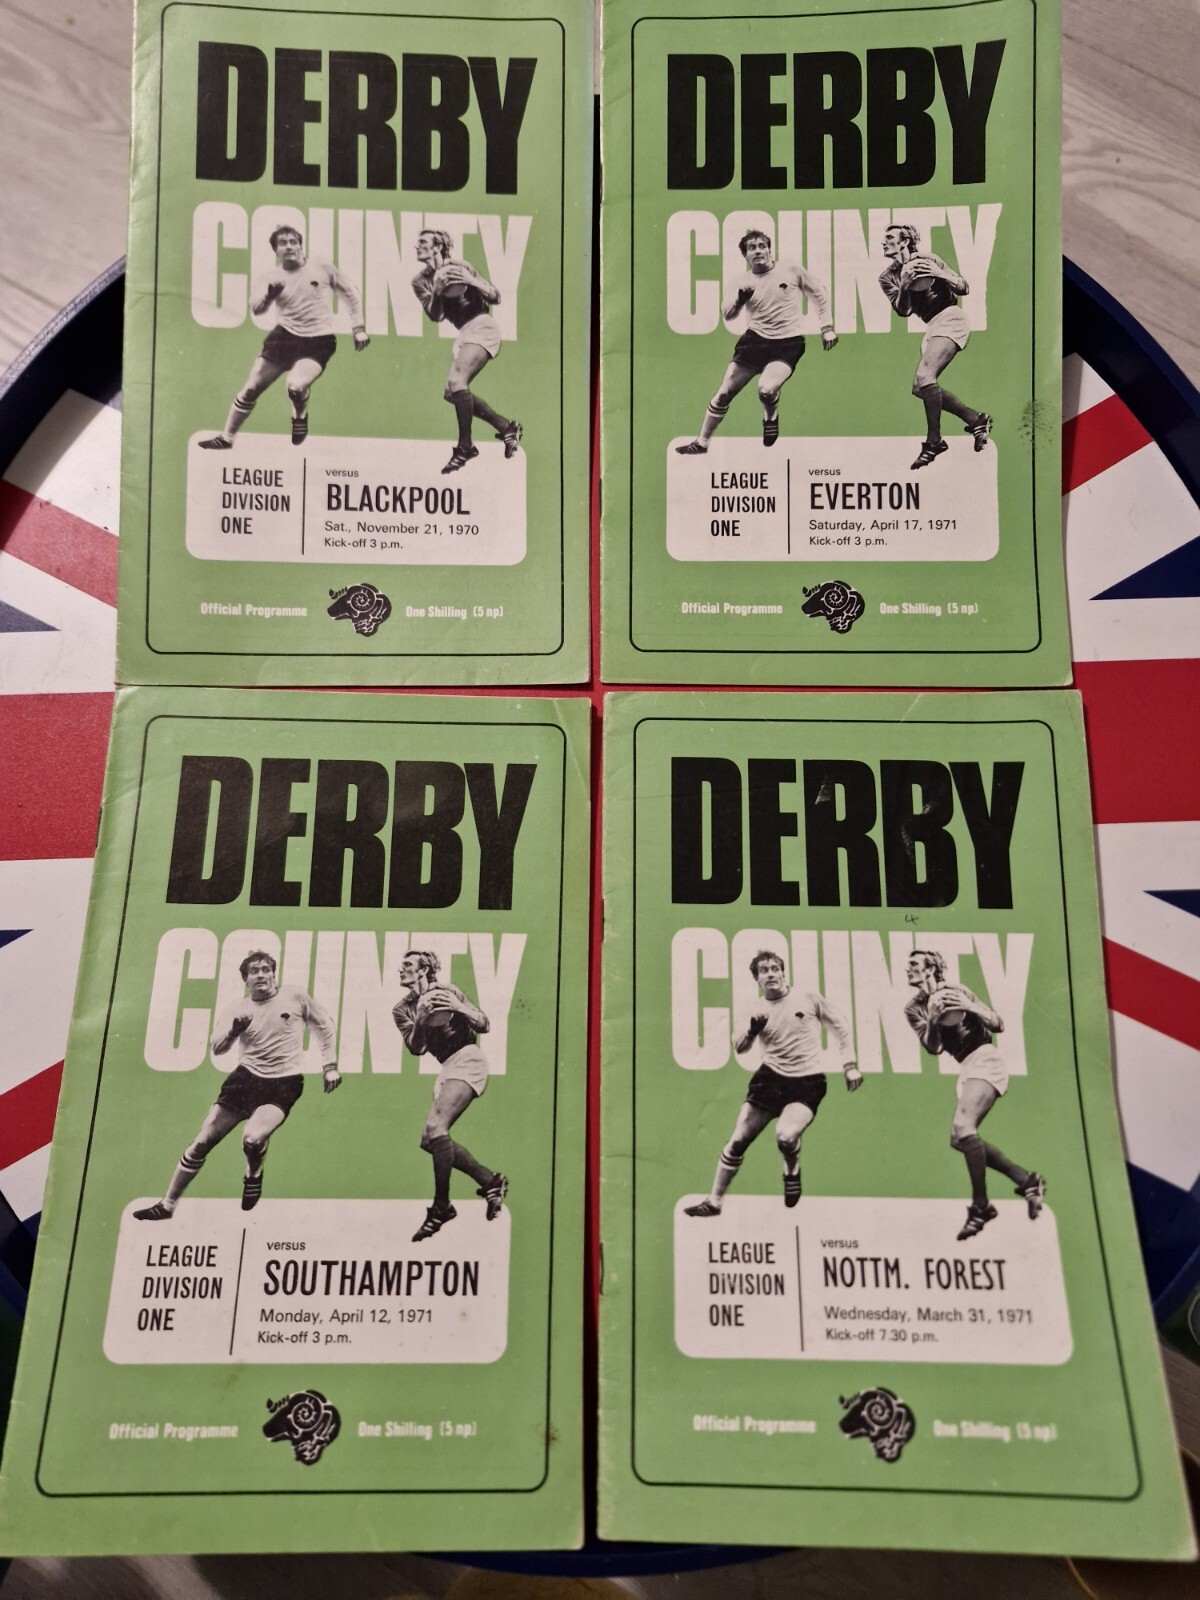 DERBY
COUNTY
LEAGUE
DIVISION
ONE
versus
BLACKPOOL
Sat., November 21, 1970
Kick-off 3 p.m.
Official Programme
One Shilling (5 np)
DERBY
COUNTY
LEAGUE
DIVISION
ONE
versus
EVERTON
Saturday, April 17, 1971
Kick-off 3 p.m.
Official Programme
One Shilling (5 np)
DERBY
COUNTY
LEAGUE
DIVISION
ONE
versus
SOUTHAMPTON
Monday, April 12, 1971
Kick-off 3 p.m.
Official Programme
One Shilling (5 np)
DERBY
4
COUNTY
LEAGUE
DIVISION
ONE
versus
NOTTM. FOREST
Wednesday, March 31, 1971
Kick-off 7.30 p.m.
Official Programme
One Shilling (5 np)